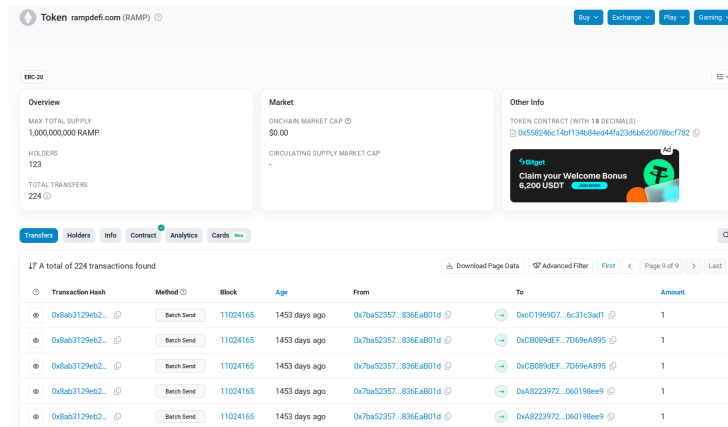 Token rampdefi.com (RAMP)
Buy Exchange Play Gaming
ERC-20
Overview
MAX TOTAL SUPPLY
1,000,000,000 RAMP
HOLDERS
123
TOTAL TRANSFERS
224
Market
ONCHAIN MARKET CAP
$0.00
CIRCULATING SUPPLY MARKET CAP
-
Other Info
TOKEN CONTRACT (WITH 18 DECIMALS)
0x558246c14bf134b84ed44fa23d6b620078bcf782
Ad
Bitget
Claim your Welcome Bonus
6,200 USDT JOIN NOW!
Transfers Holders Info Contract Analytics Cards New
A total of 224 transactions found
Download Page Data Advanced Filter First Page 9 of 9 Last
Transaction Hash Method Block Age From To Amount
0x8ab3129eb2... Batch Send 11024165 1453 days ago 0x7ba52357...836EaB01d 0xcC1969D7...6c31c3ad1 1
0x8ab3129eb2... Batch Send 11024165 1453 days ago 0x7ba52357...836EaB01d 0xCB089dEF...7D69eA895 1
0x8ab3129eb2... Batch Send 11024165 1453 days ago 0x7ba52357...836EaB01d 0xCB089dEF...7D69eA895 1
0x8ab3129eb2... Batch Send 11024165 1453 days ago 0x7ba52357...836EaB01d 0xA8223972...060198ee9 1
0x8ab3129eb2... Batch Send 11024165 1453 days ago 0x7ba52357...836EaB01d 0xA8223972...060198ee9 1